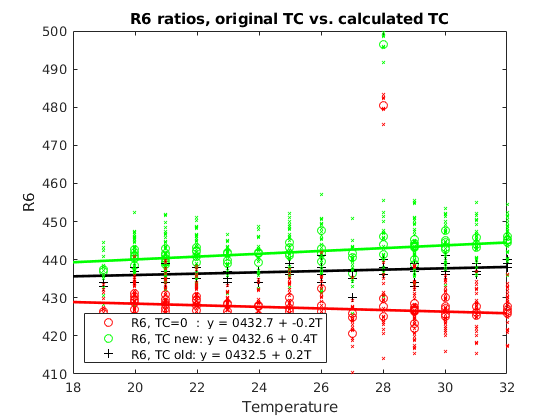 R6 ratios, original TC vs. calculated TC
500
490
480
470
460
450
440
430
420
410
R6
R6, TC=0 : y = 0432.7 + -0.2T
R6, TC new: y = 0432.6 + 0.4T
R6, TC old: y = 0432.5 + 0.2T
18 20 22 24 26 28 30 32
Temperature